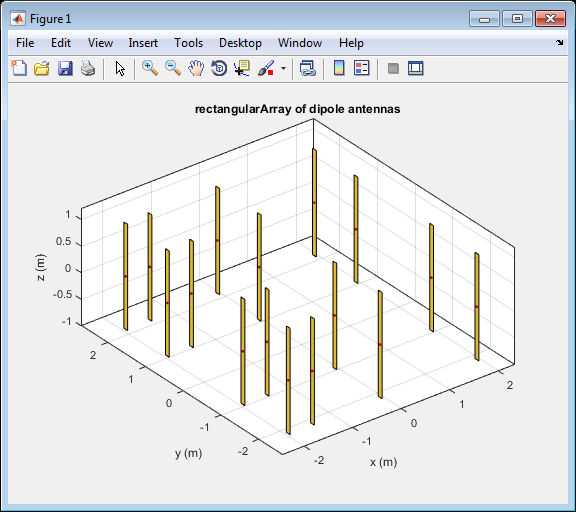 Figure 1
File Edit View Insert Tools Desktop Window Help
rectangularArray of dipole antennas
1
0.5
0
-0.5
-1
z (m)
2
1
0
-1
-2
y (m)
-2
-1
0
1
2
x (m)